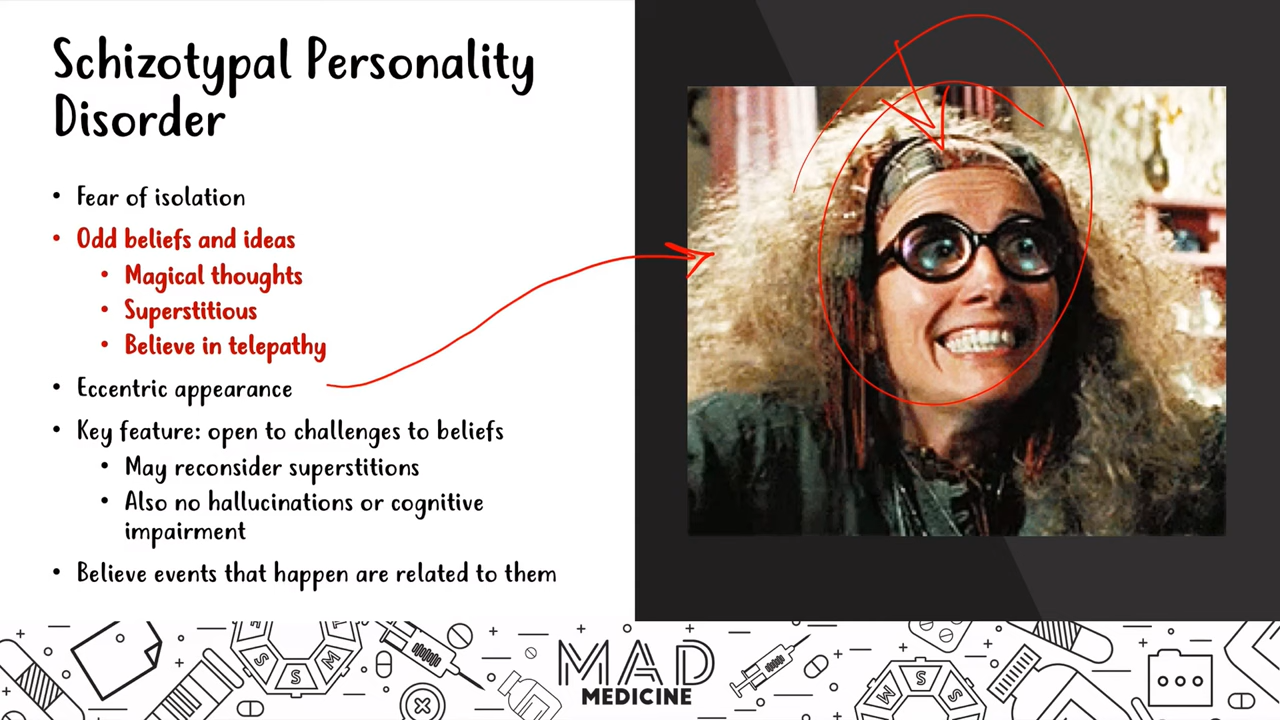 Schizotypal Personality
Disorder
• Fear of isolation
• Odd beliefs and ideas
• Magical thoughts
• Superstitious
• Believe in telepathy
• Eccentric appearance
• Key feature: open to challenges to beliefs
• May reconsider superstitions
• Also no hallucinations or cognitive
impairment
• Believe events that happen are related to them
S
S
M
MAD
MEDICINE
M
S
S